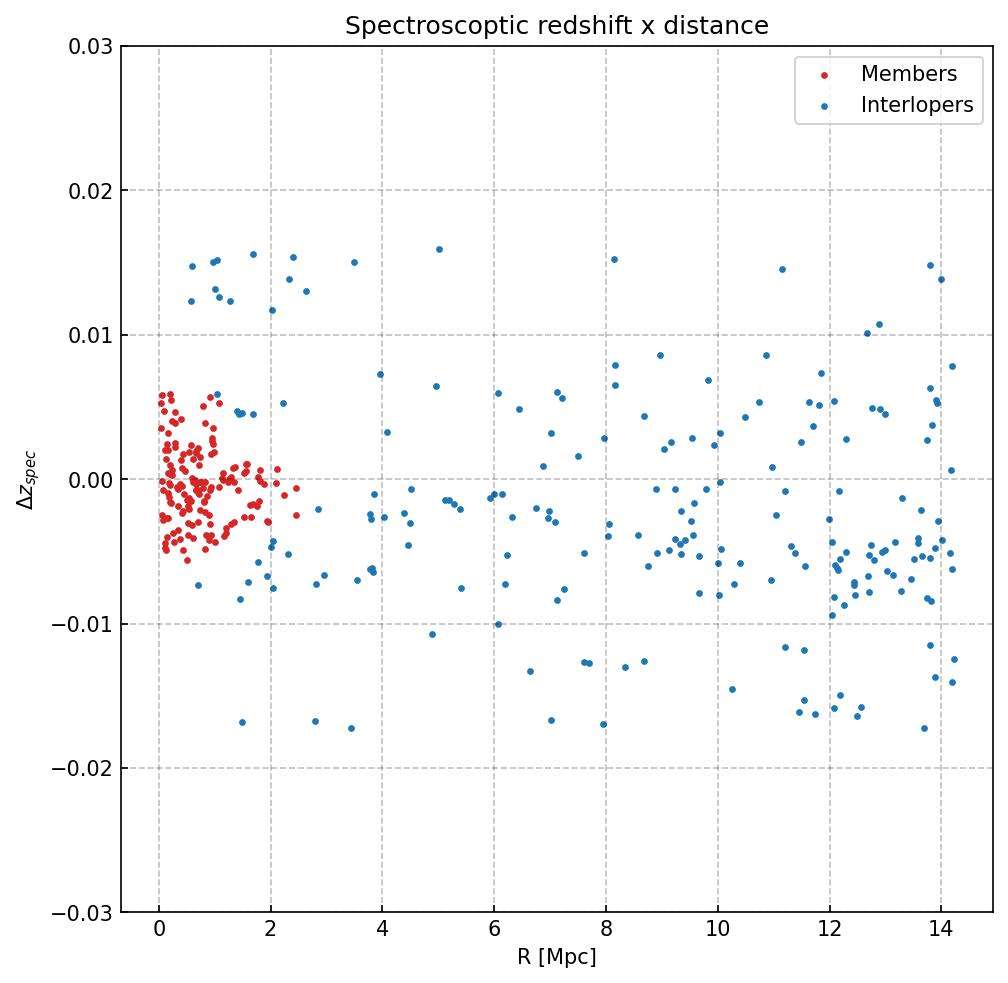 Spectroscoptic redshift x distance
0.03
0.02
0.01
0.00
−0.01
−0.02
−0.03
Δz_spec
Members
Interlopers
0 2 4 6 8 10 12 14
R [Mpc]